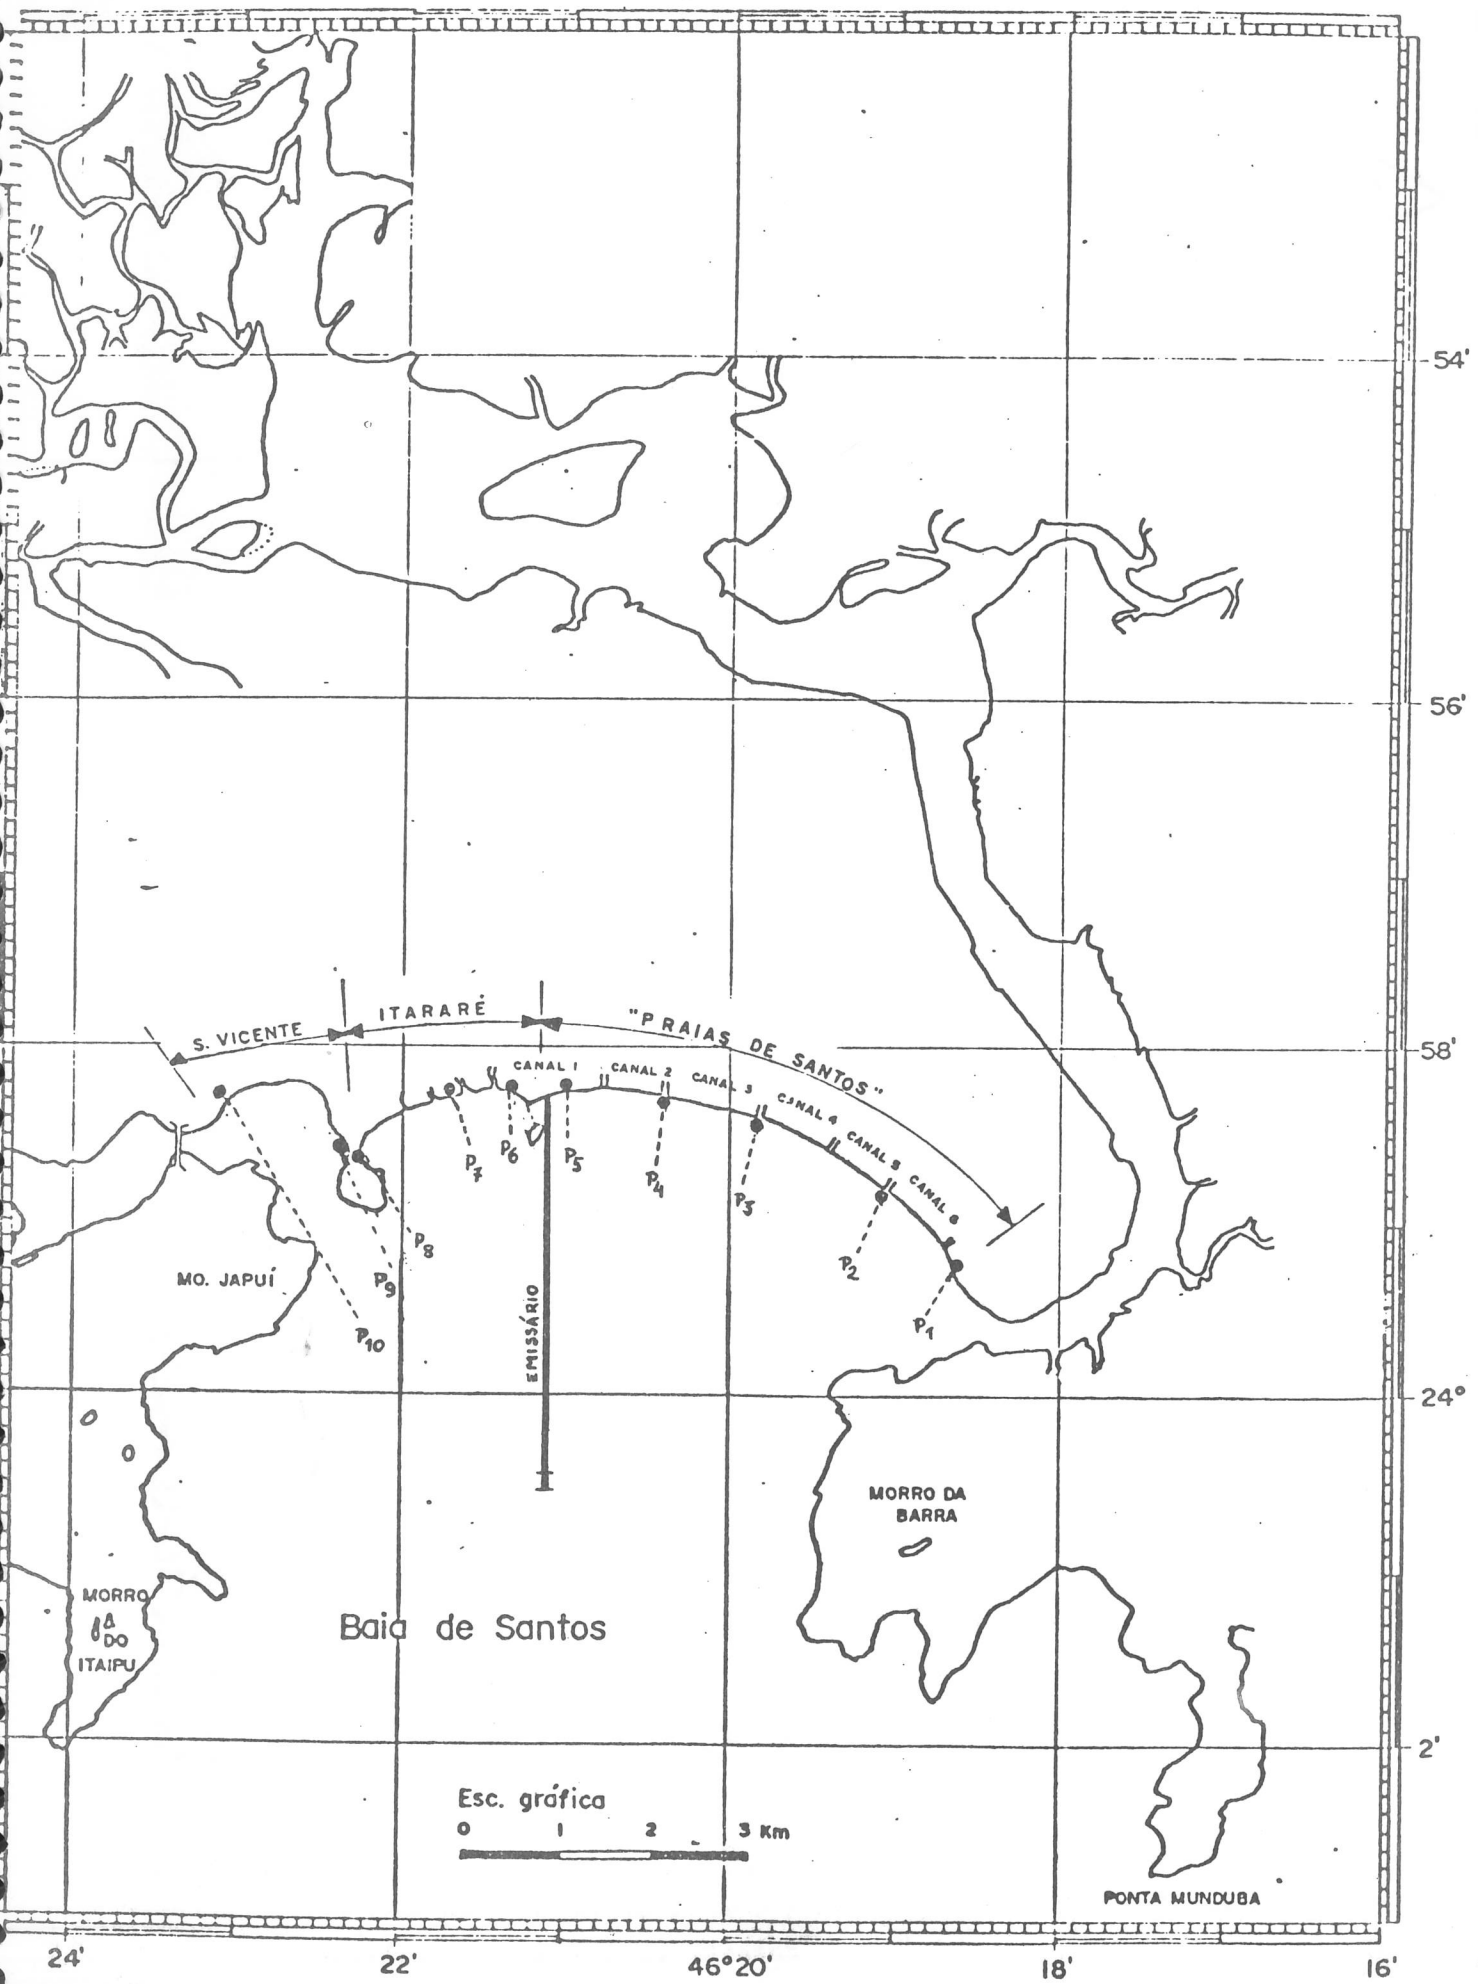 54'
56'
S. VICENTE
ITARARÉ
"PRAIAS DE SANTOS"
58'
CANAL 1
CANAL 2
CANAL 3
CANAL 4
CANAL 5
CANAL 6
P7
P6
P5
P4
P3
P2
P1
P8
P9
P10
MO. JAPUÍ
EMISSÁRIO
24°
MORRO DA
BARRA
MORRO
DO
ITAIPU
Baia de Santos
2'
Esc. gráfica
0 1 2 3 Km
PONTA MUNDUBA
24' 22' 46°20' 18' 16'